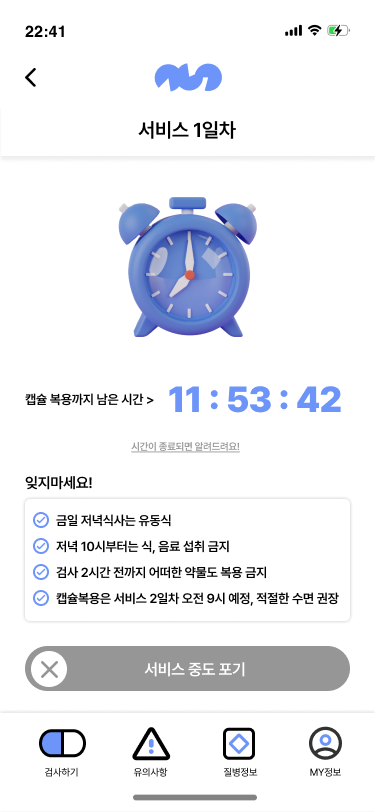 22:41
서비스 1일차
캡슐 복용까지 남은 시간 > 11 : 53 : 42
시간이 종료되면 알려드려요!
잊지마세요!
금일 저녁식사는 유동식
저녁 10시부터는 식, 음료 섭취 금지
검사 2시간 전까지 어떠한 약물도 복용 금지
캡슐복용은 서비스 2일차 오전 9시 예정, 적절한 수면 권장
서비스 중도 포기
검사하기 유의사항 질병정보 MY정보